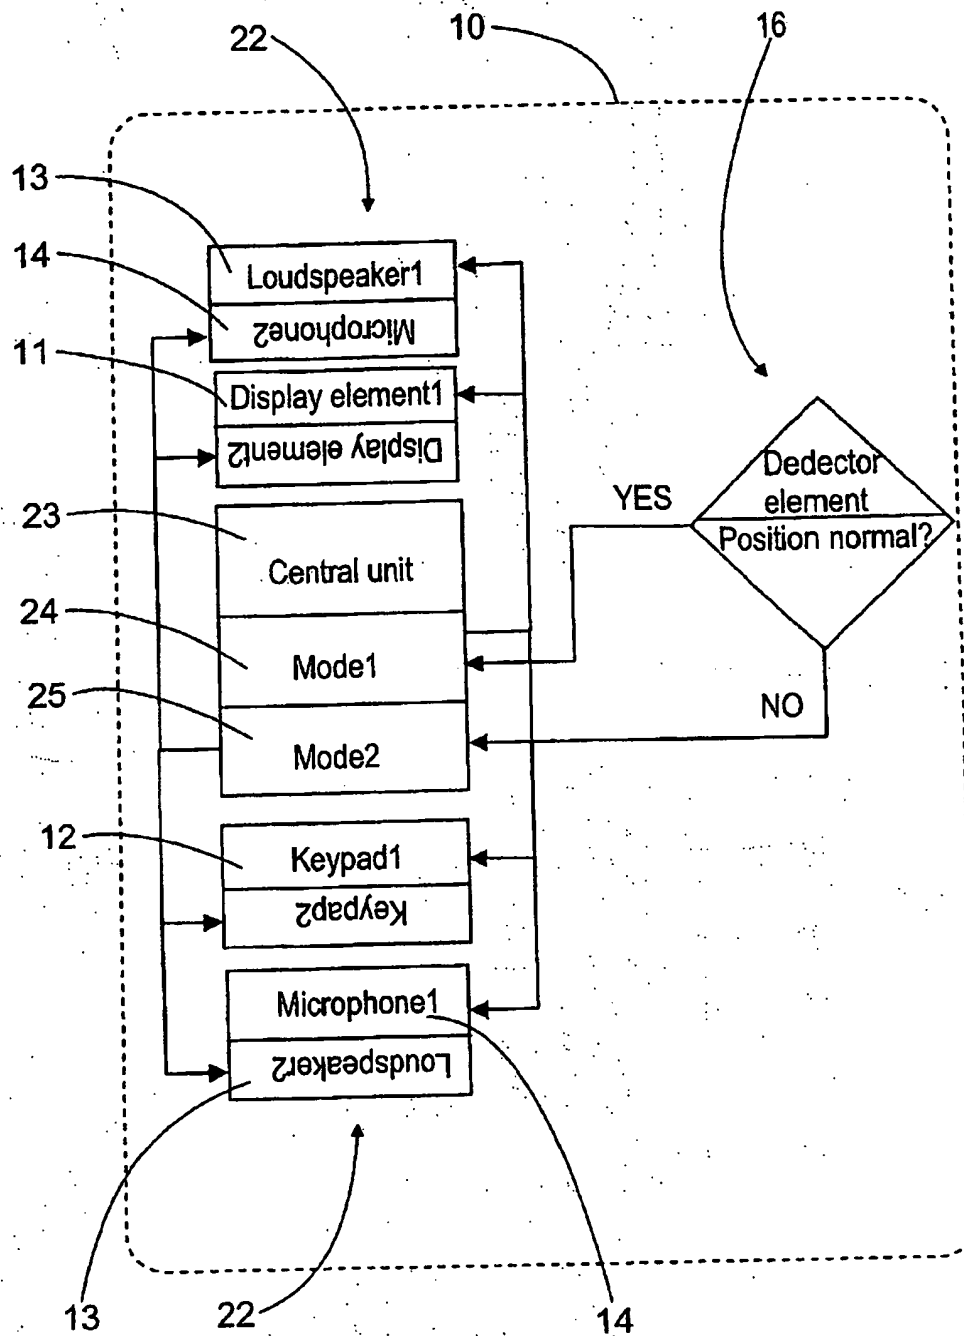 10
16
22
13
Loudspeaker1
14
Microphone2
11
Display element1
Display element2
Dedector
element
Position normal?
YES
23
Central unit
24
Mode1
25
NO
Mode2
12
Keypad1
Keypap2
Microphone1
Loudspeaker2
13
22
14